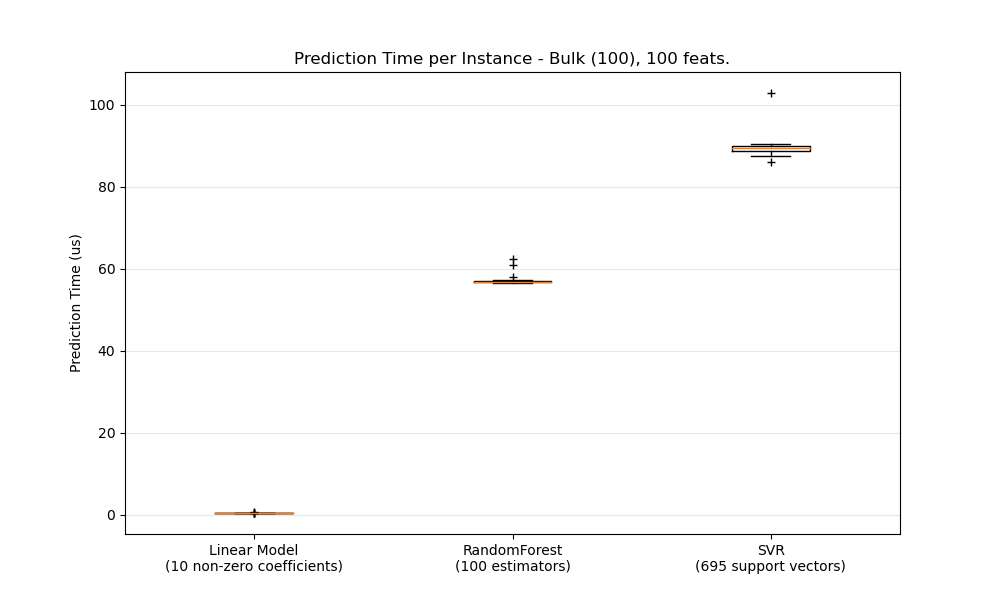 Prediction Time per Instance - Bulk (100), 100 feats.
Prediction Time (us)
100
80
60
40
20
0
Linear Model
(10 non-zero coefficients)
RandomForest
(100 estimators)
SVR
(695 support vectors)